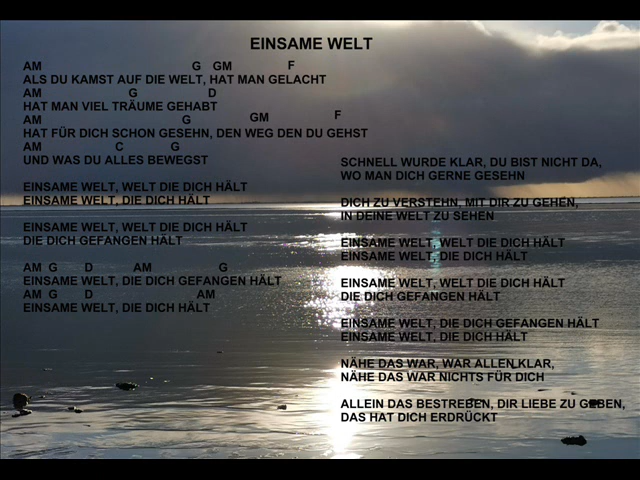 EINSAME WELT
AM G GM F
ALS DU KAMST AUF DIE WELT, HAT MAN GELACHT
AM G D
HAT MAN VIEL TRÄUME GEHABT
AM G GM F
HAT FÜR DICH SCHON GESEHN, DEN WEG DEN DU GEHST
AM C G
UND WAS DU ALLES BEWEGST
EINSAME WELT, WELT DIE DICH HÄLT
EINSAME WELT, DIE DICH HÄLT
EINSAME WELT, WELT DIE DICH HÄLT
DIE DICH GEFANGEN HÄLT
AM G D AM G
EINSAME WELT, DIE DICH GEFANGEN HÄLT
AM G D AM
EINSAME WELT, DIE DICH HÄLT
SCHNELL WURDE KLAR, DU BIST NICHT DA,
WO MAN DICH GERNE GESEHN
DICH ZU VERSTEHN, MIT DIR ZU GEHEN,
IN DEINE WELT ZU SEHEN
EINSAME WELT, WELT DIE DICH HÄLT
EINSAME WELT, DIE DICH HÄLT
EINSAME WELT, WELT DIE DICH HÄLT
DIE DICH GEFANGEN HÄLT
EINSAME WELT, DIE DICH GEFANGEN HÄLT
EINSAME WELT, DIE DICH HÄLT
NÄHE DAS WAR, WAR ALLEN KLAR,
NÄHE DAS WAR NICHTS FÜR DICH
ALLEIN DAS BESTREBEN, DIR LIEBE ZU GEBEN,
DAS HAT DICH ERDRÜCKT